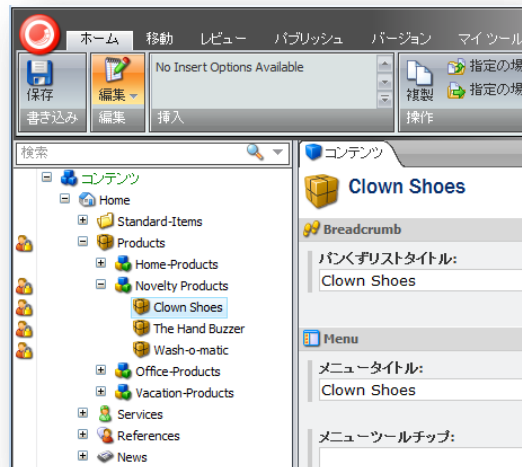 ホーム 移動 レビュー パブリッシュ バージョン マイ ツール
保存 編集 No Insert Options Available 複製 指定の場
指定の場
書き込み 編集 挿入 操作
検索
コンテンツ
Home
Standard-Items
Products
Home-Products
Novelty Products
Clown Shoes
The Hand Buzzer
Wash-o-matic
Office-Products
Vacation-Products
Services
References
News
コンテンツ
Clown Shoes
Breadcrumb
パンくずリストタイトル:
Clown Shoes
Menu
メニュータイトル:
Clown Shoes
メニューツールチップ: